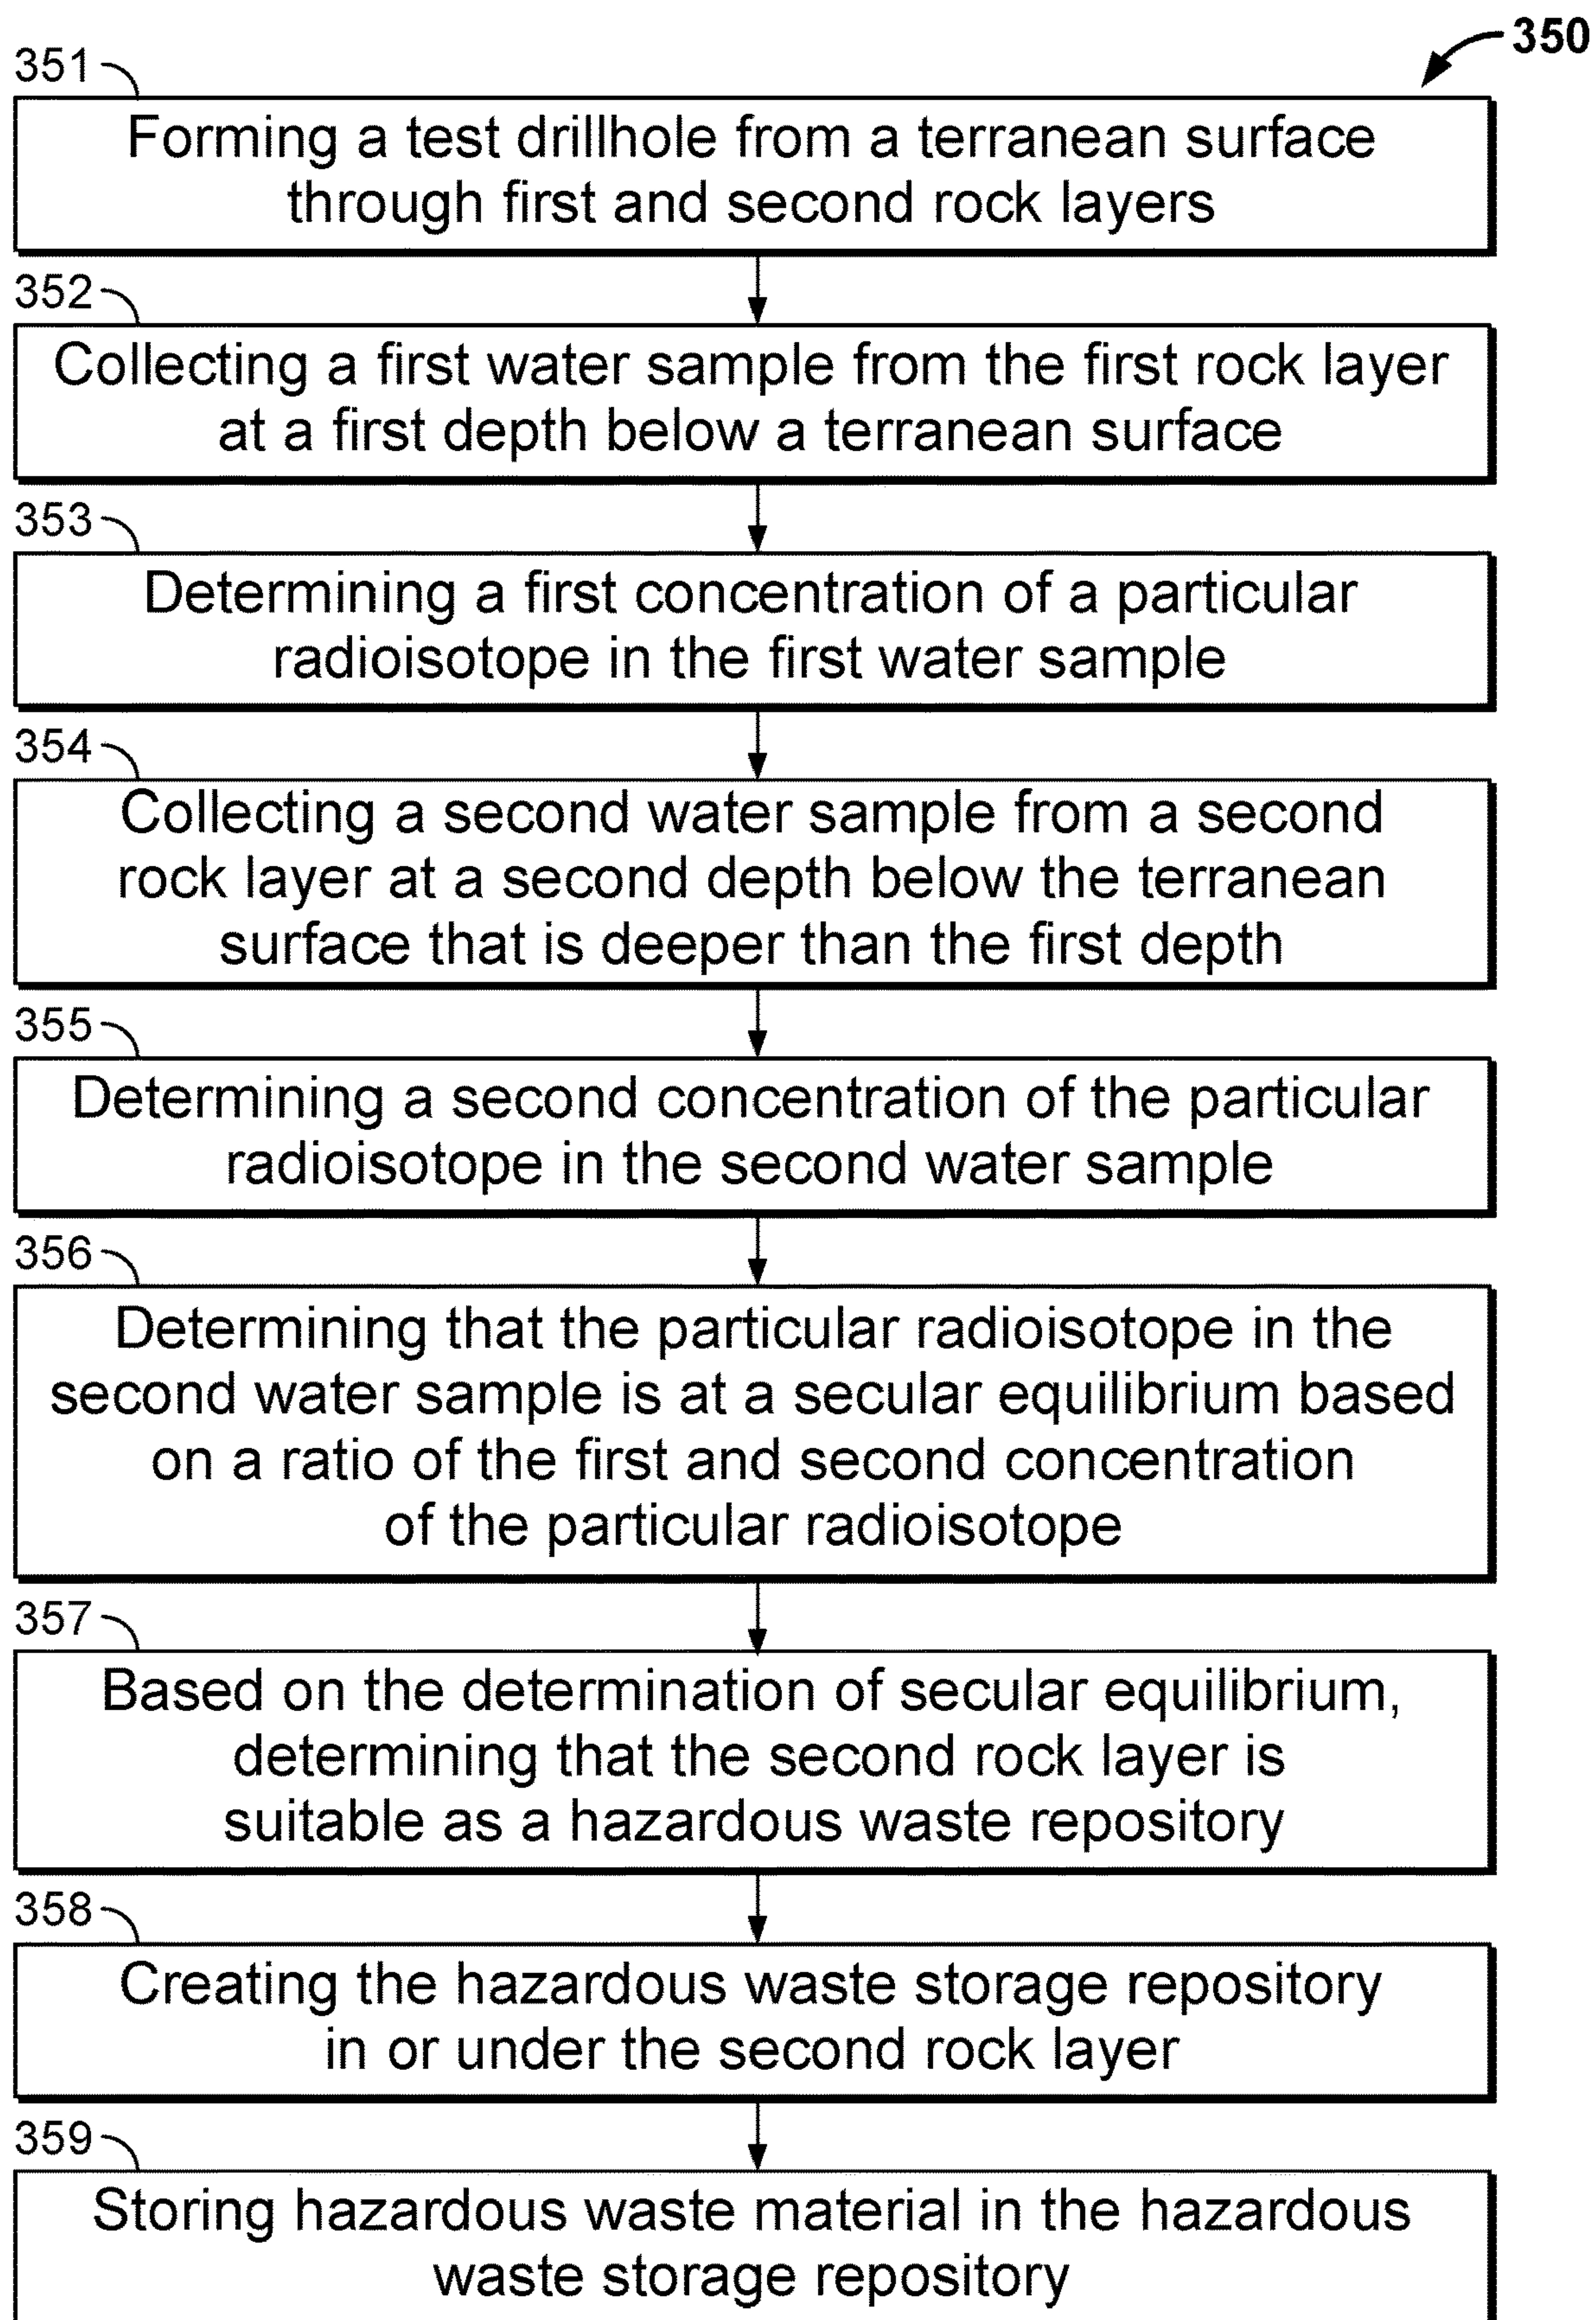 350
351
Forming a test drillhole from a terranean surface
through first and second rock layers
352
Collecting a first water sample from the first rock layer
at a first depth below a terranean surface
353
Determining a first concentration of a particular
radioisotope in the first water sample
354
Collecting a second water sample from a second
rock layer at a second depth below the terranean
surface that is deeper than the first depth
355
Determining a second concentration of the particular
radioisotope in the second water sample
356
Determining that the particular radioisotope in the
second water sample is at a secular equilibrium based
on a ratio of the first and second concentration
of the particular radioisotope
357
Based on the determination of secular equilibrium,
determining that the second rock layer is
suitable as a hazardous waste repository
358
Creating the hazardous waste storage repository
in or under the second rock layer
359
Storing hazardous waste material in the hazardous
waste storage repository